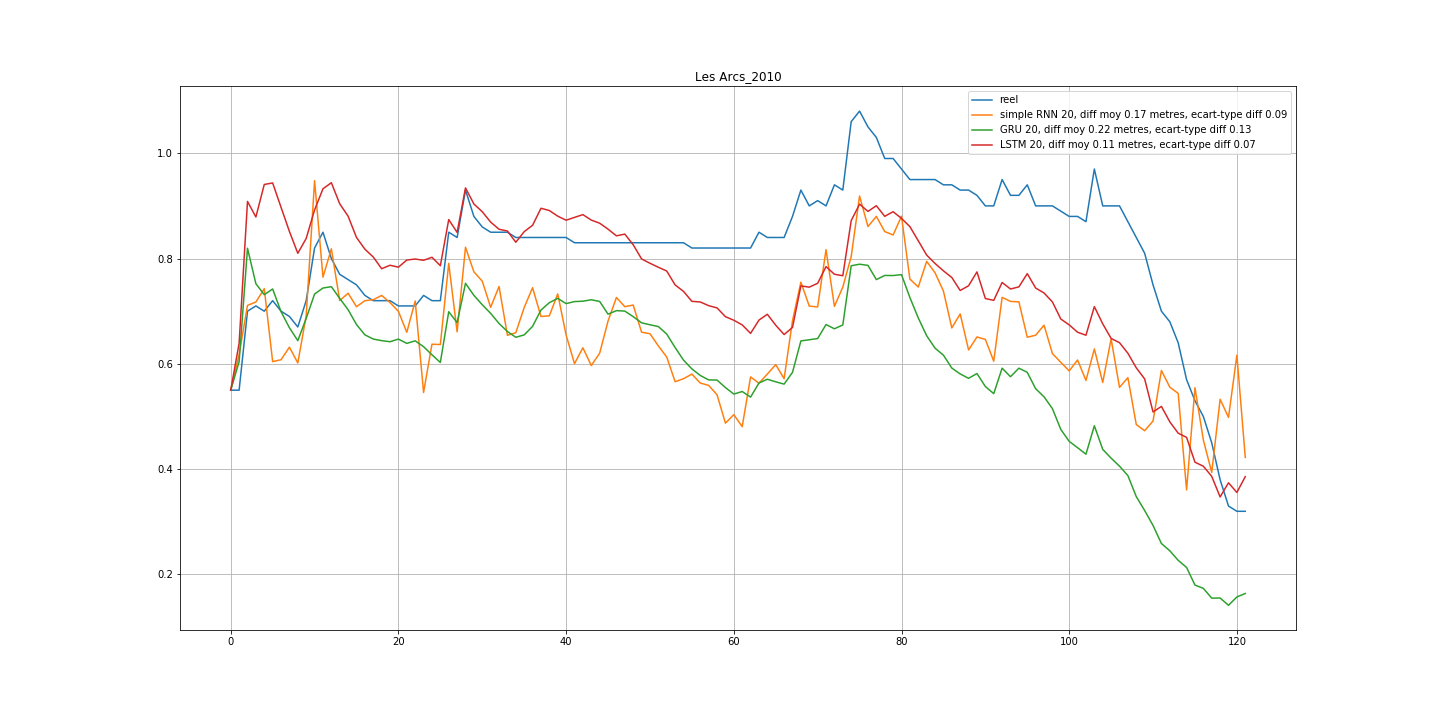 Les Arcs_2010
reel
simple RNN 20, diff moy 0.17 metres, ecart-type diff 0.09
GRU 20, diff moy 0.22 metres, ecart-type diff 0.13
LSTM 20, diff moy 0.11 metres, ecart-type diff 0.07
1.0
0.8
0.6
0.4
0.2
0 20 40 60 80 100 120